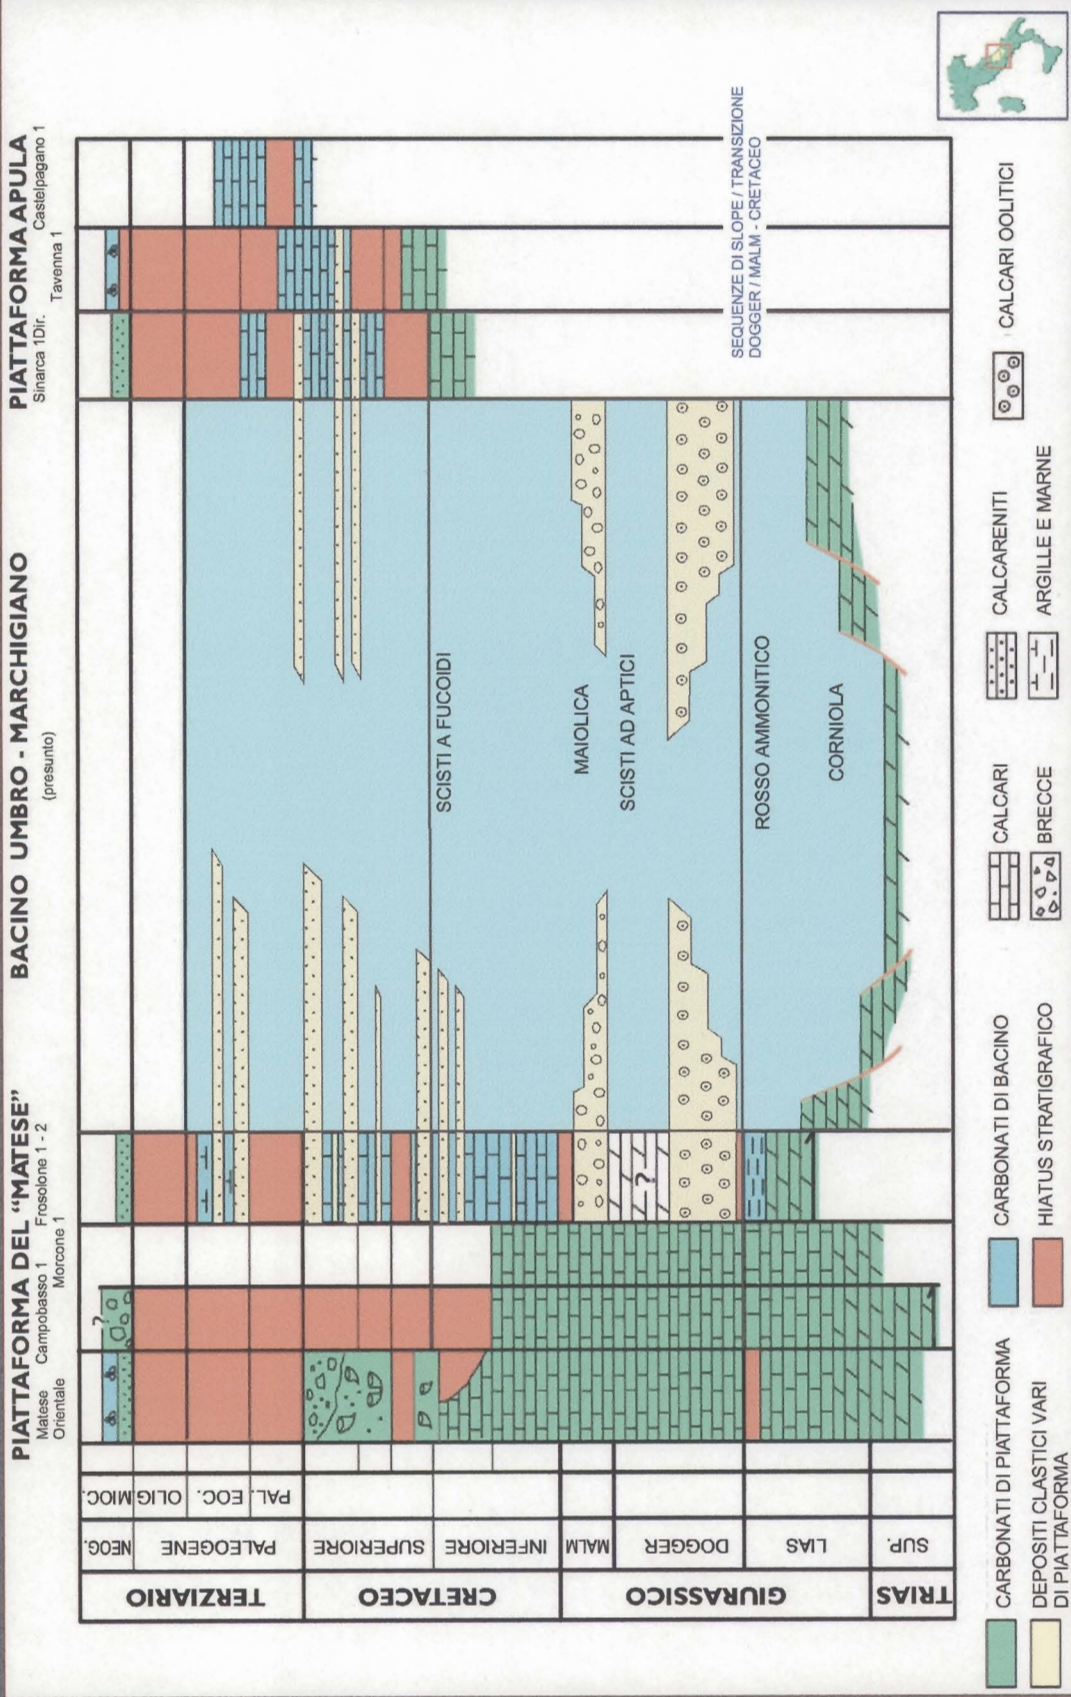 PIATTAFORMA DEL “MATESE”
BACINO UMBRO - MARCHIGIANO
PIATTAFORMA APULA
Matese
Orientale
Campobasso 1
Morcone 1
Frosolone 1 - 2
(presunto)
Sinarca 1Dir.
Tavenna 1
Castelpagano 1
TERZIARIO
NEOG.
PALEOGENE
MIOC.
OLIG.
EOC.
PAL.
CRETACEO
SUPERIORE
INFERIORE
GIURASSICO
MALM
DOGGER
LIAS
TRIAS
SUP.
?
?
SCISTI A FUCOIDI
MAIOLICA
SCISTI AD APTICI
ROSSO AMMONITICO
CORNIOLA
SEQUENZE DI SLOPE / TRANSIZIONE
DOGGER / MALM - CRETACEO
CARBONATI DI PIATTAFORMA
CARBONATI DI BACINO
CALCARI
CALCARENITI
CALCARI OOLITICI
DEPOSITI CLASTICI VARI
DI PIATTAFORMA
HIATUS STRATIGRAFICO
BRECCE
ARGILLE E MARNE